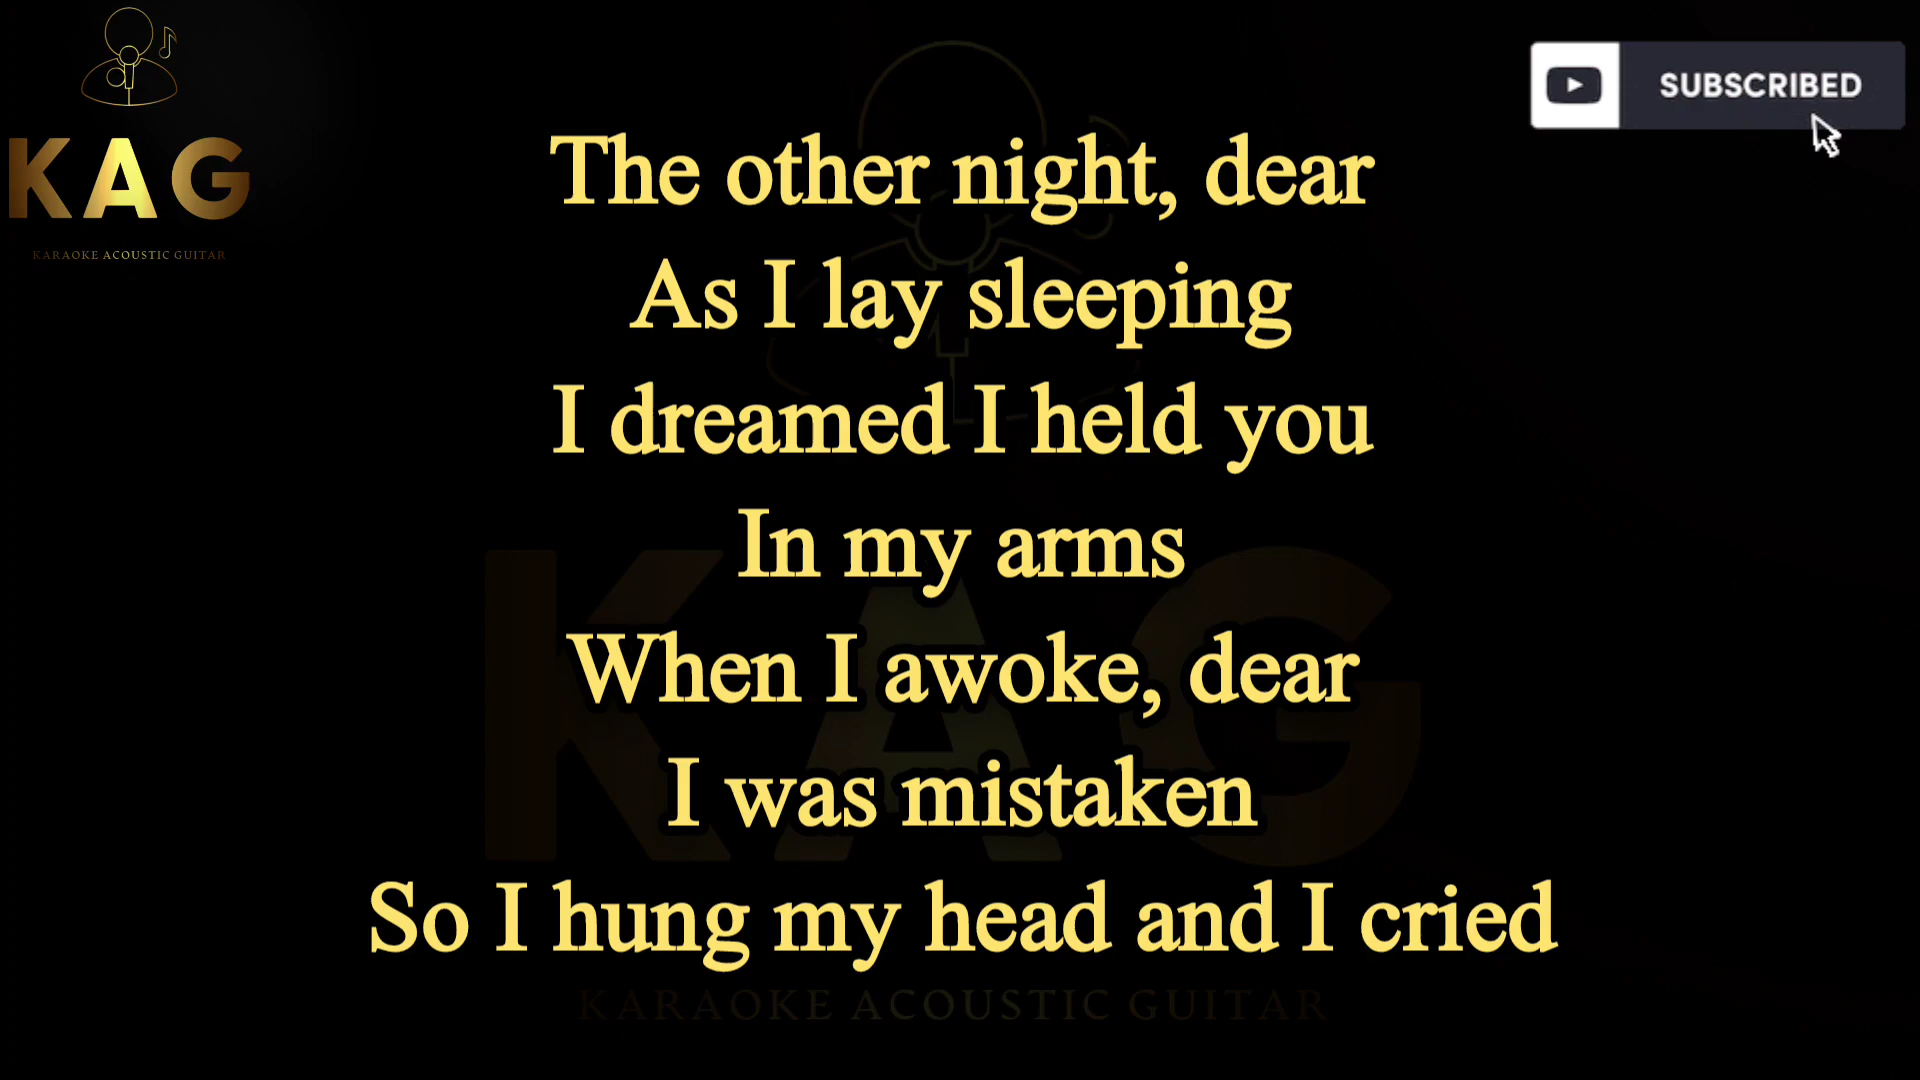 KAG
KARAOKE ACOUSTIC GUITAR
SUBSCRIBED
The other night, dear
As I lay sleeping
I dreamed I held you
In my arms
When I awoke, dear
I was mistaken
So I hung my head and I cried
KAG
KARAOKE ACOUSTIC GUITAR